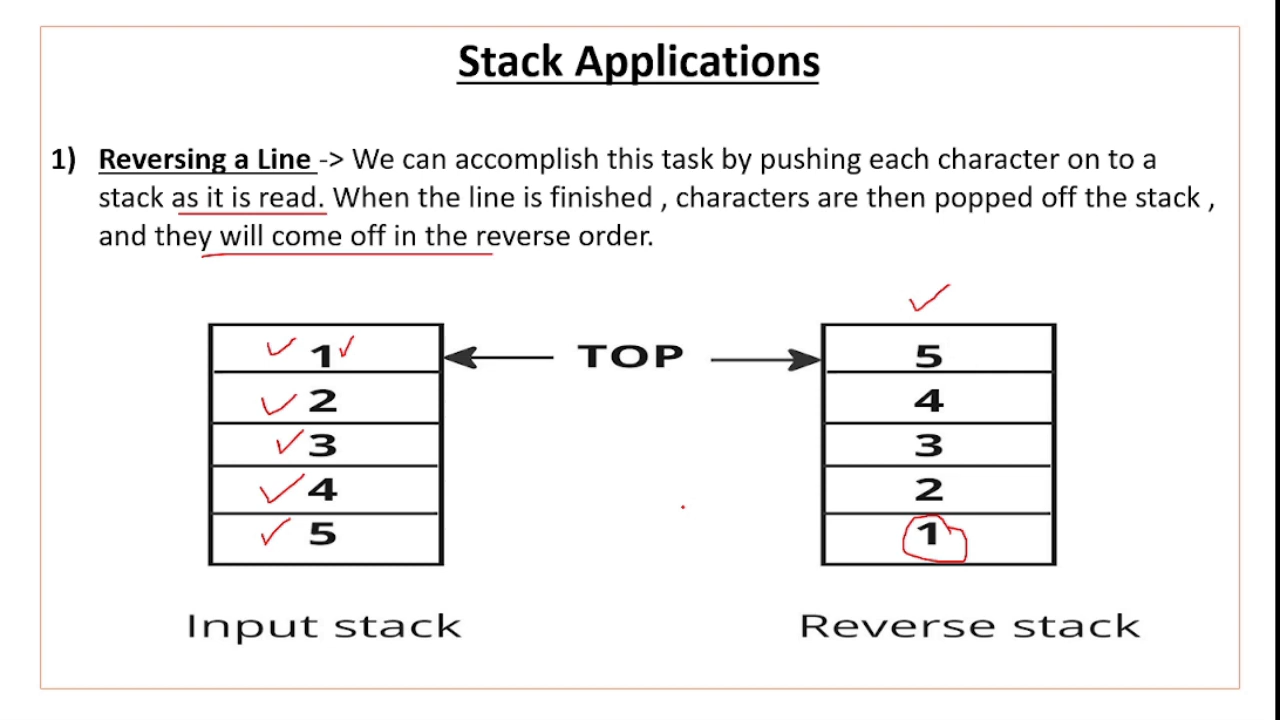 Stack Applications
1) Reversing a Line -> We can accomplish this task by pushing each character on to a
stack as it is read. When the line is finished , characters are then popped off the stack ,
and they will come off in the reverse order.
1 TOP 5
2 4
3 3
4 2
5 1
Input stack Reverse stack